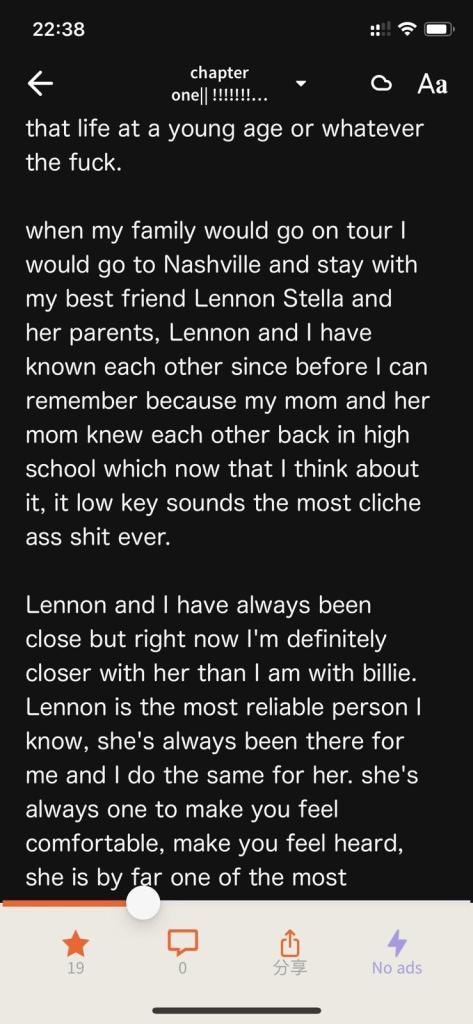 22:38
chapter
one|| !!!!!!!...
Aa
that life at a young age or whatever
the fuck.
when my family would go on tour I
would go to Nashville and stay with
my best friend Lennon Stella and
her parents, Lennon and I have
known each other since before I can
remember because my mom and her
mom knew each other back in high
school which now that I think about
it, it low key sounds the most cliche
ass shit ever.
Lennon and I have always been
close but right now I'm definitely
closer with her than I am with billie.
Lennon is the most reliable person I
know, she's always been there for
me and I do the same for her. she's
always one to make you feel
comfortable, make you feel heard,
she is by far one of the most
19
0
分享
No ads